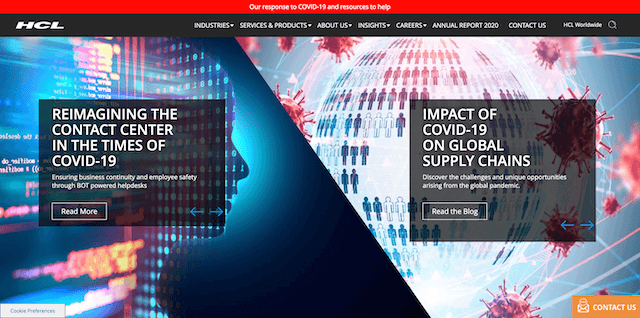 Our response to COVID-19 and resources to help
HCL
INDUSTRIES SERVICES & PRODUCTS ABOUT US INSIGHTS CAREERS ANNUAL REPORT 2020 CONTACT US HCL Worldwide
REIMAGINING THE
CONTACT CENTER
IN THE TIMES OF
COVID-19
Ensuring business continuity and employee safety
through BOT powered helpdesks
Read More
IMPACT OF
COVID-19
ON GLOBAL
SUPPLY CHAINS
Discover the challenges and unique opportunities
arising from the global pandemic.
Read the Blog
Cookie Preferences
CONTACT US